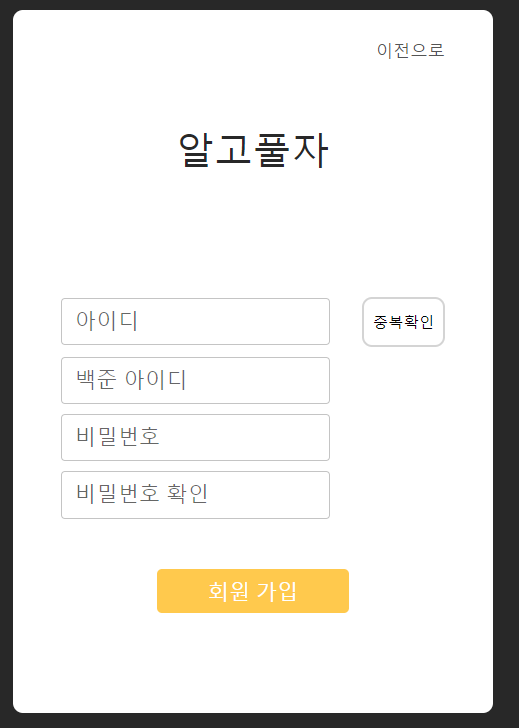 이전으로
알고풀자
아이디
중복확인
백준 아이디
비밀번호
비밀번호 확인
회원 가입